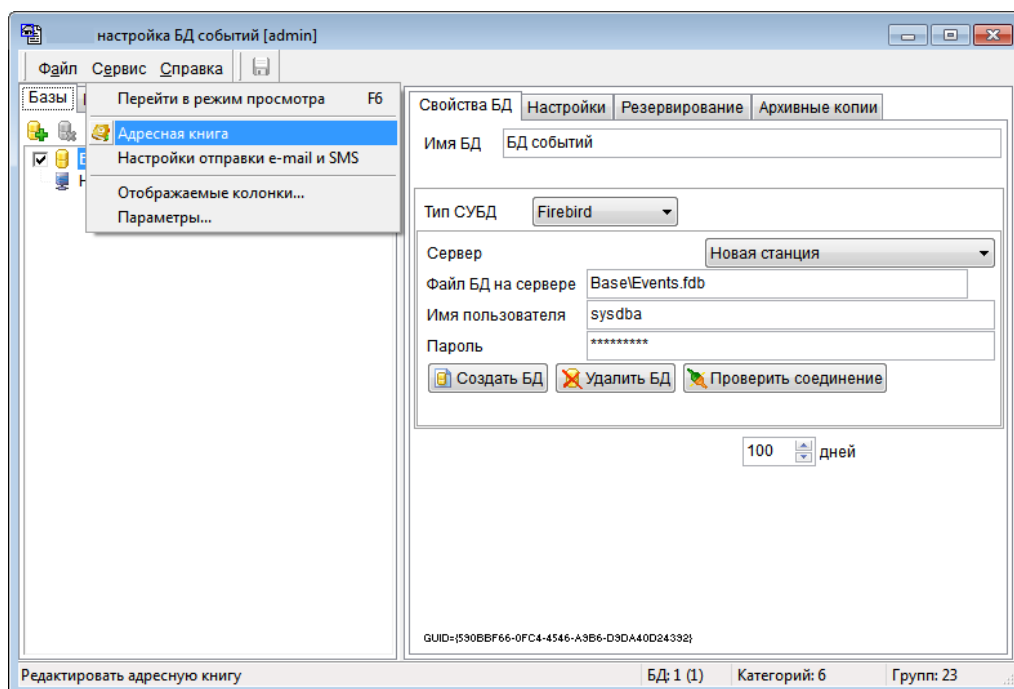 настройка БД событий [admin]
Файл Сервис Справка
Базы
Перейти в режим просмотра F6
Адресная книга
Настройки отправки e-mail и SMS
Отображаемые колонки...
Параметры...
Свойства БД Настройки Резервирование Архивные копии
Имя БД БД событий
Тип СУБД Firebird
Сервер Новая станция
Файл БД на сервере Base\Events.fdb
Имя пользователя sysdba
Пароль *********
Создать БД Удалить БД Проверить соединение
100 дней
GUID={590BBF66-0FC4-4546-A9B6-D9DA40D24392}
Редактировать адресную книгу БД: 1 (1) Категорий: 6 Групп: 23